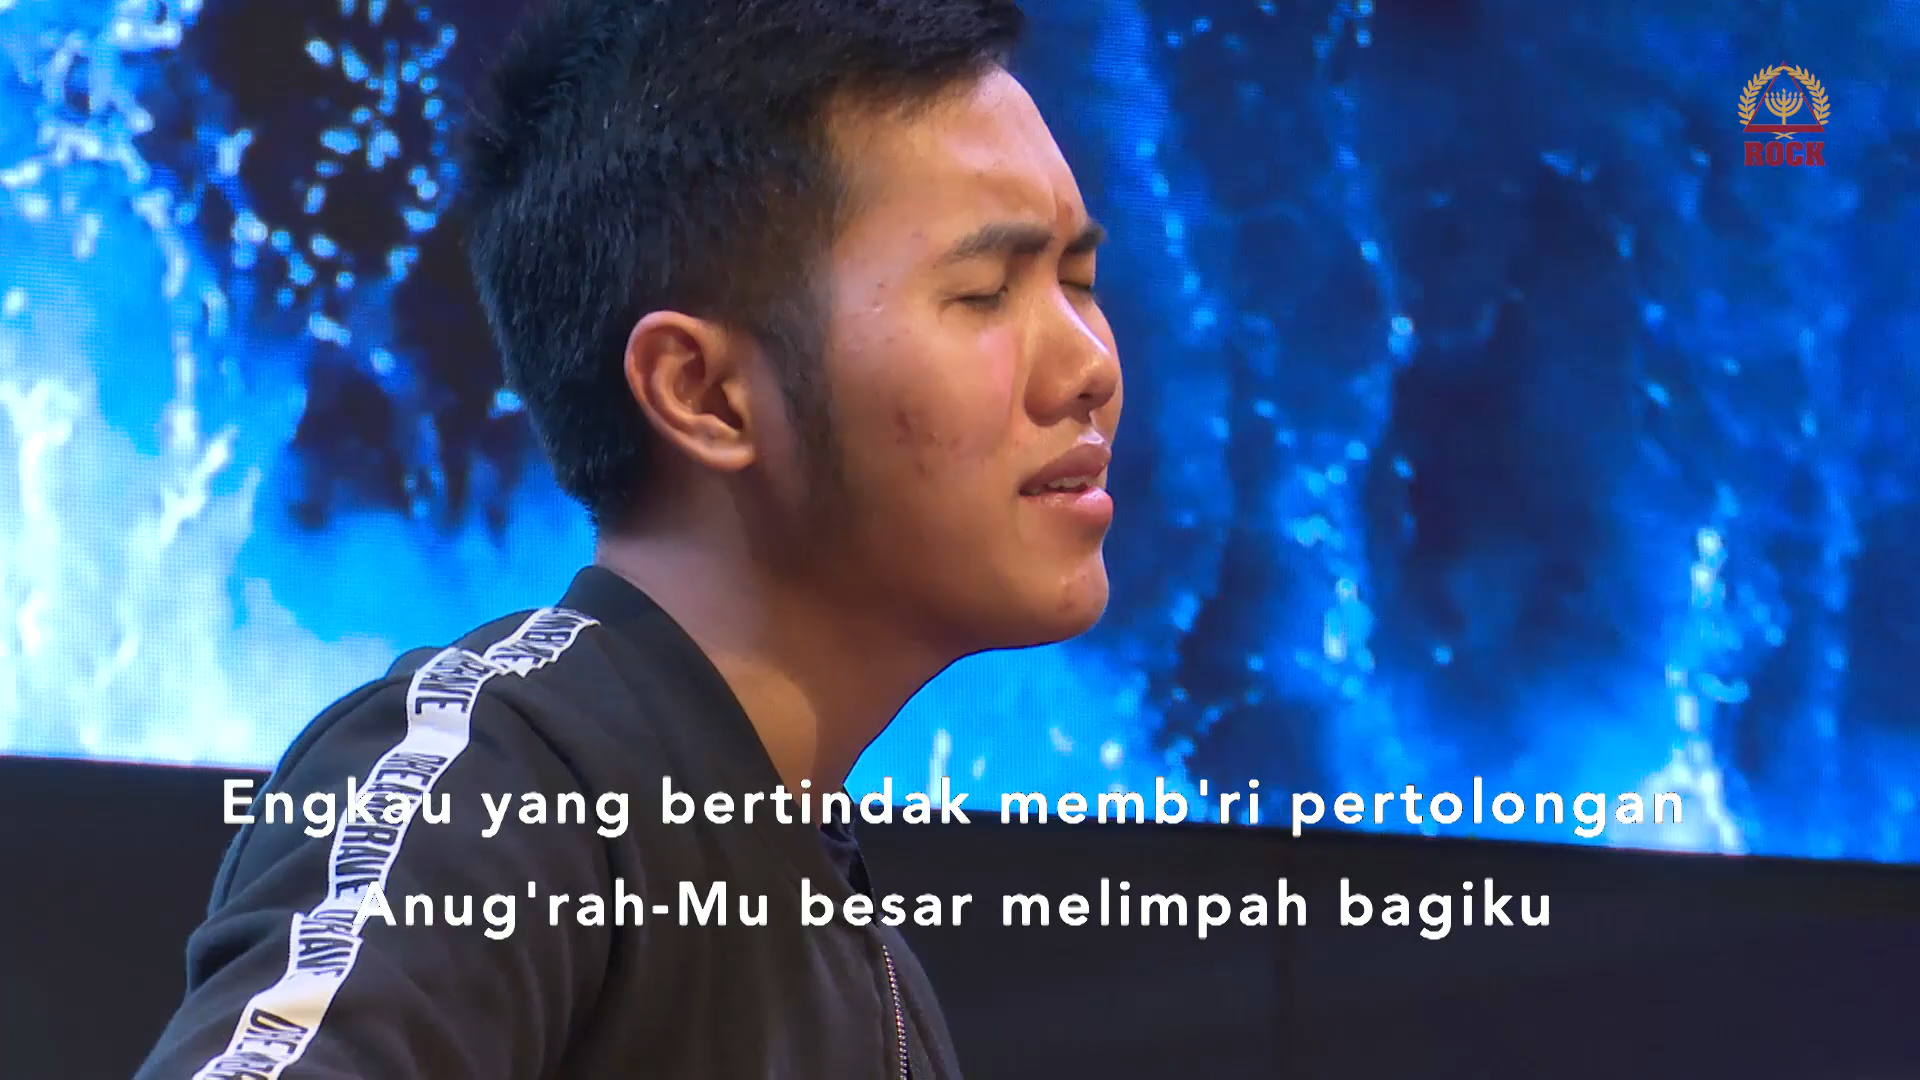 ROCK
Engkau yang bertindak memb'ri pertolongan
Anug'rah-Mu besar melimpah bagiku